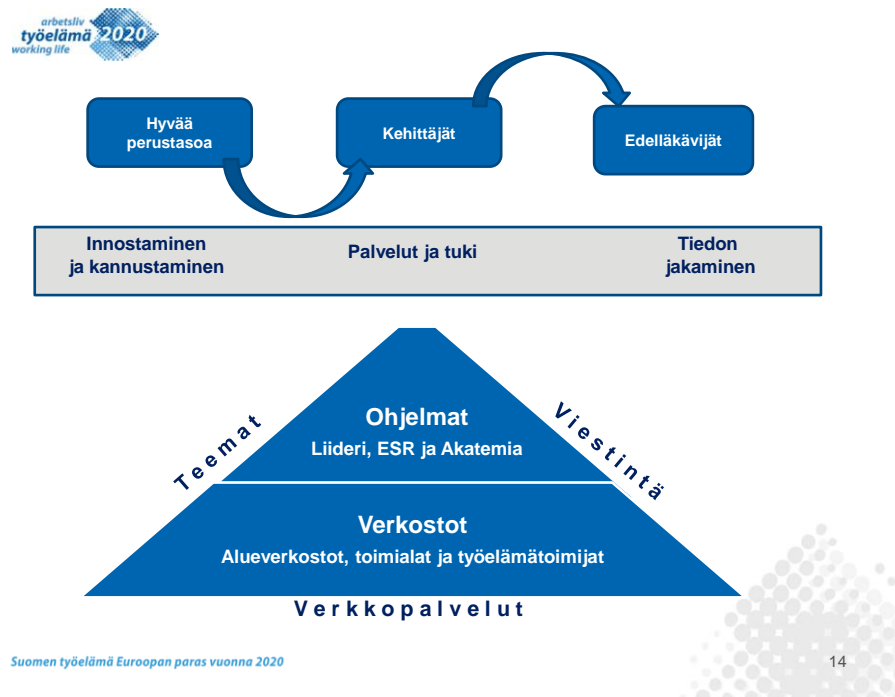 arbetsliv
työelämä 2020
working life
Hyvää
perustasoa
Kehittäjät
Edelläkävijät
Innostaminen
ja kannustaminen
Palvelut ja tuki
Tiedon
jakaminen
Teemat
Viestintä
Ohjelmat
Liideri, ESR ja Akatemia
Verkostot
Alueverkostot, toimialat ja työelämätoimijat
Verkkopalvelut
Suomen työelämä Euroopan paras vuonna 2020
14